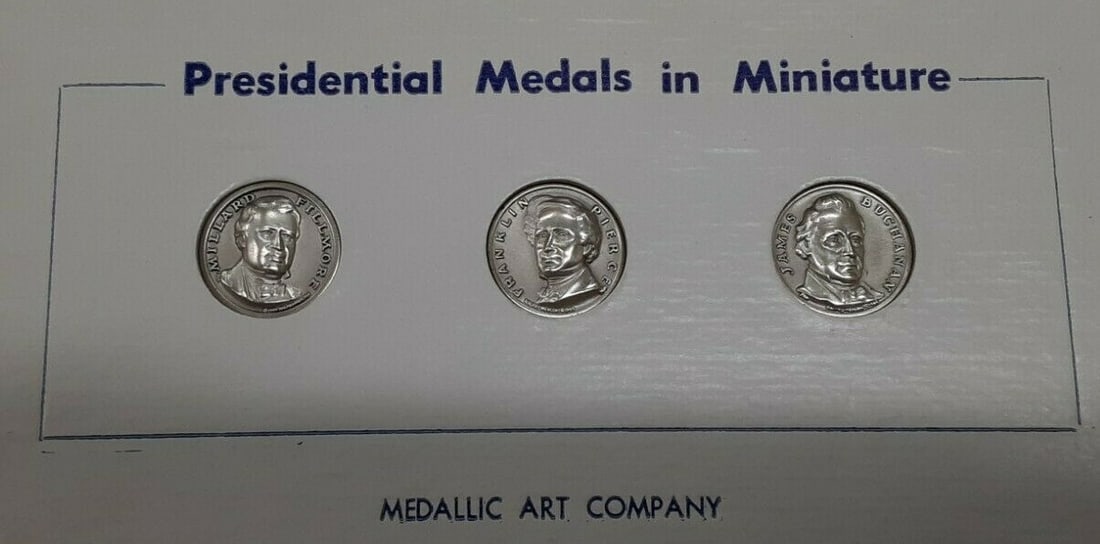 Presidential Medals in Miniature
MILLARD FILLMORE
FRANKLIN PIERCE
JAMES BUCHANAN
MEDALLIC ART COMPANY